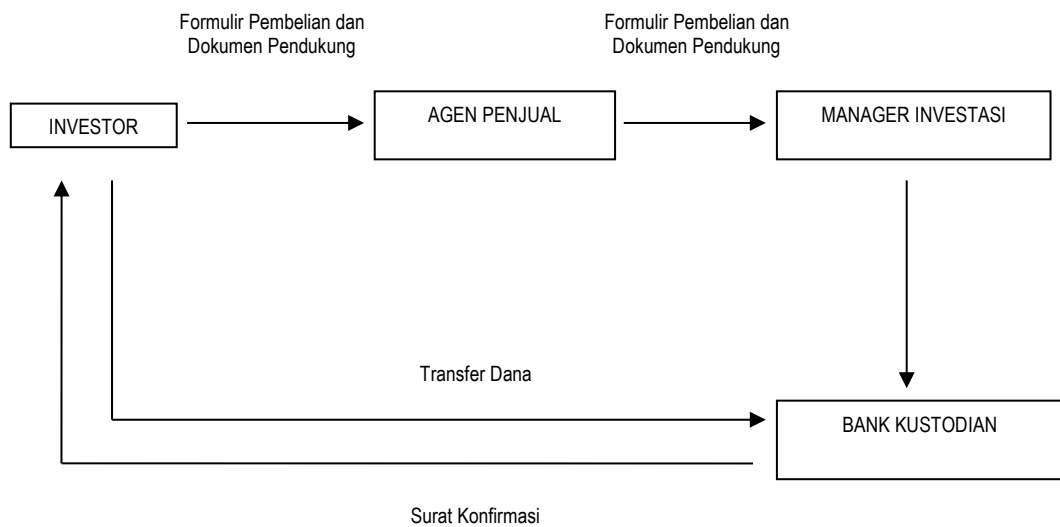 Formulir Pembelian dan
Dokumen Pendukung
Formulir Pembelian dan
Dokumen Pendukung
INVESTOR
AGEN PENJUAL
MANAGER INVESTASI
Transfer Dana
BANK KUSTODIAN
Surat Konfirmasi